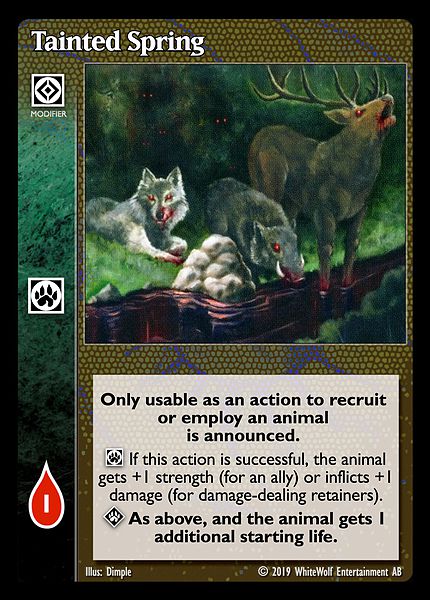 Tainted Spring
MODIFIER
Only usable as an action to recruit
or employ an animal
is announced.
If this action is successful, the animal
gets +1 strength (for an ally) or inflicts +1
damage (for damage-dealing retainers).
As above, and the animal gets 1
additional starting life.
1
Illus: Dimple
© 2019 WhiteWolf Entertainment AB